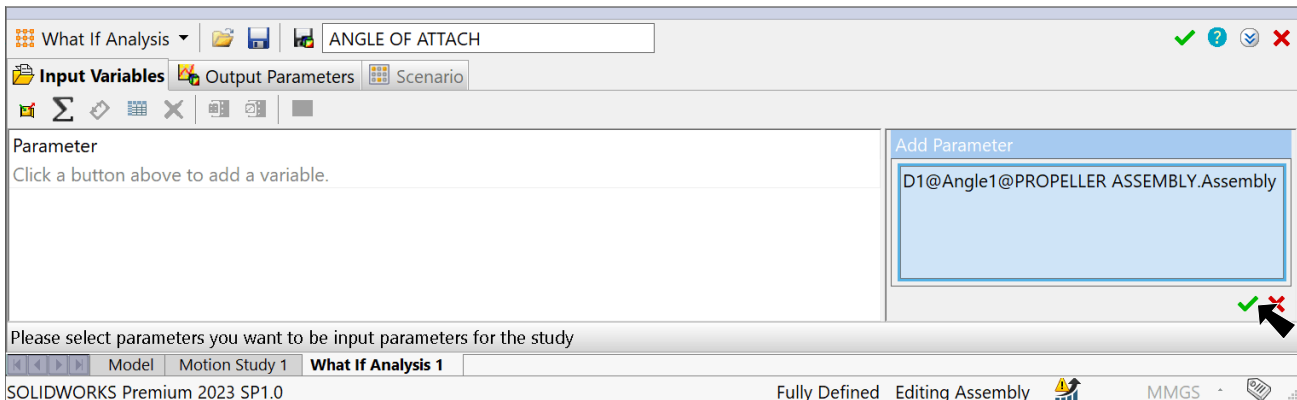 What If Analysis ANGLE OF ATTACH
Input Variables Output Parameters Scenario
Parameter
Click a button above to add a variable.
Add Parameter
D1@Angle1@PROPELLER ASSEMBLY.Assembly
Please select parameters you want to be input parameters for the study
Model Motion Study 1 What If Analysis 1
SOLIDWORKS Premium 2023 SP1.0 Fully Defined Editing Assembly MMGS